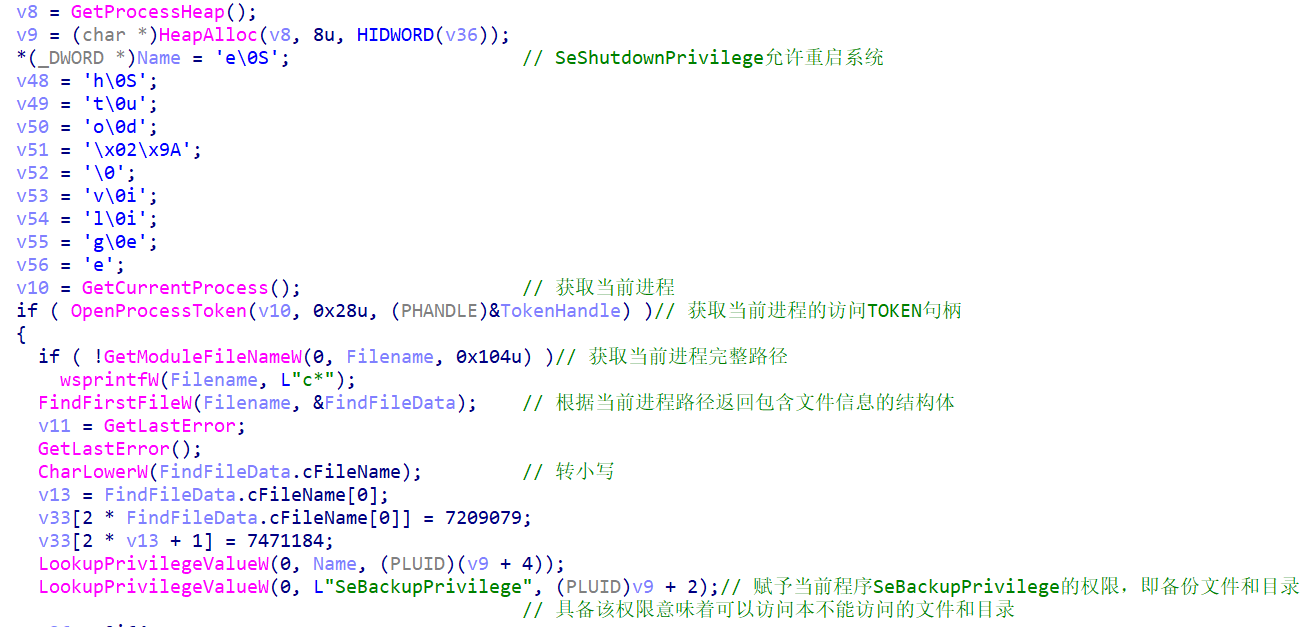 v8 = GetProcessHeap();
v9 = (char *)HeapAlloc(v8, 8u, HIDWORD(v36));
*(_DWORD *)Name = 'e\0S'; // SeShutdownPrivilege允许重启系统
v48 = 'h\0S';
v49 = 't\0u';
v50 = 'o\0d';
v51 = '\x02\x9A';
v52 = '\0';
v53 = 'v\0i';
v54 = 'l\0i';
v55 = 'g\0e';
v56 = 'e';
v10 = GetCurrentProcess(); // 获取当前进程
if ( OpenProcessToken(v10, 0x28u, (PHANDLE)&TokenHandle) )// 获取当前进程的访问TOKEN句柄
{
if ( !GetModuleFileNameW(0, Filename, 0x104u) )// 获取当前进程完整路径
wsprintfW(Filename, L"c*");
FindFirstFileW(Filename, &FindFileData); // 根据当前进程路径返回包含文件信息的结构体
v11 = GetLastError;
GetLastError();
CharLowerW(FindFileData.cFileName); // 转小写
v13 = FindFileData.cFileName[0];
v33[2 * FindFileData.cFileName[0]] = 7209079;
v33[2 * v13 + 1] = 7471184;
LookupPrivilegeValueW(0, Name, (PLUID)(v9 + 4));
LookupPrivilegeValueW(0, L"SeBackupPrivilege", (PLUID)v9 + 2);// 赋予当前程序SeBackupPrivilege的权限，即备份文件和目录
// 具备该权限意味着可以访问本不能访问的文件和目录